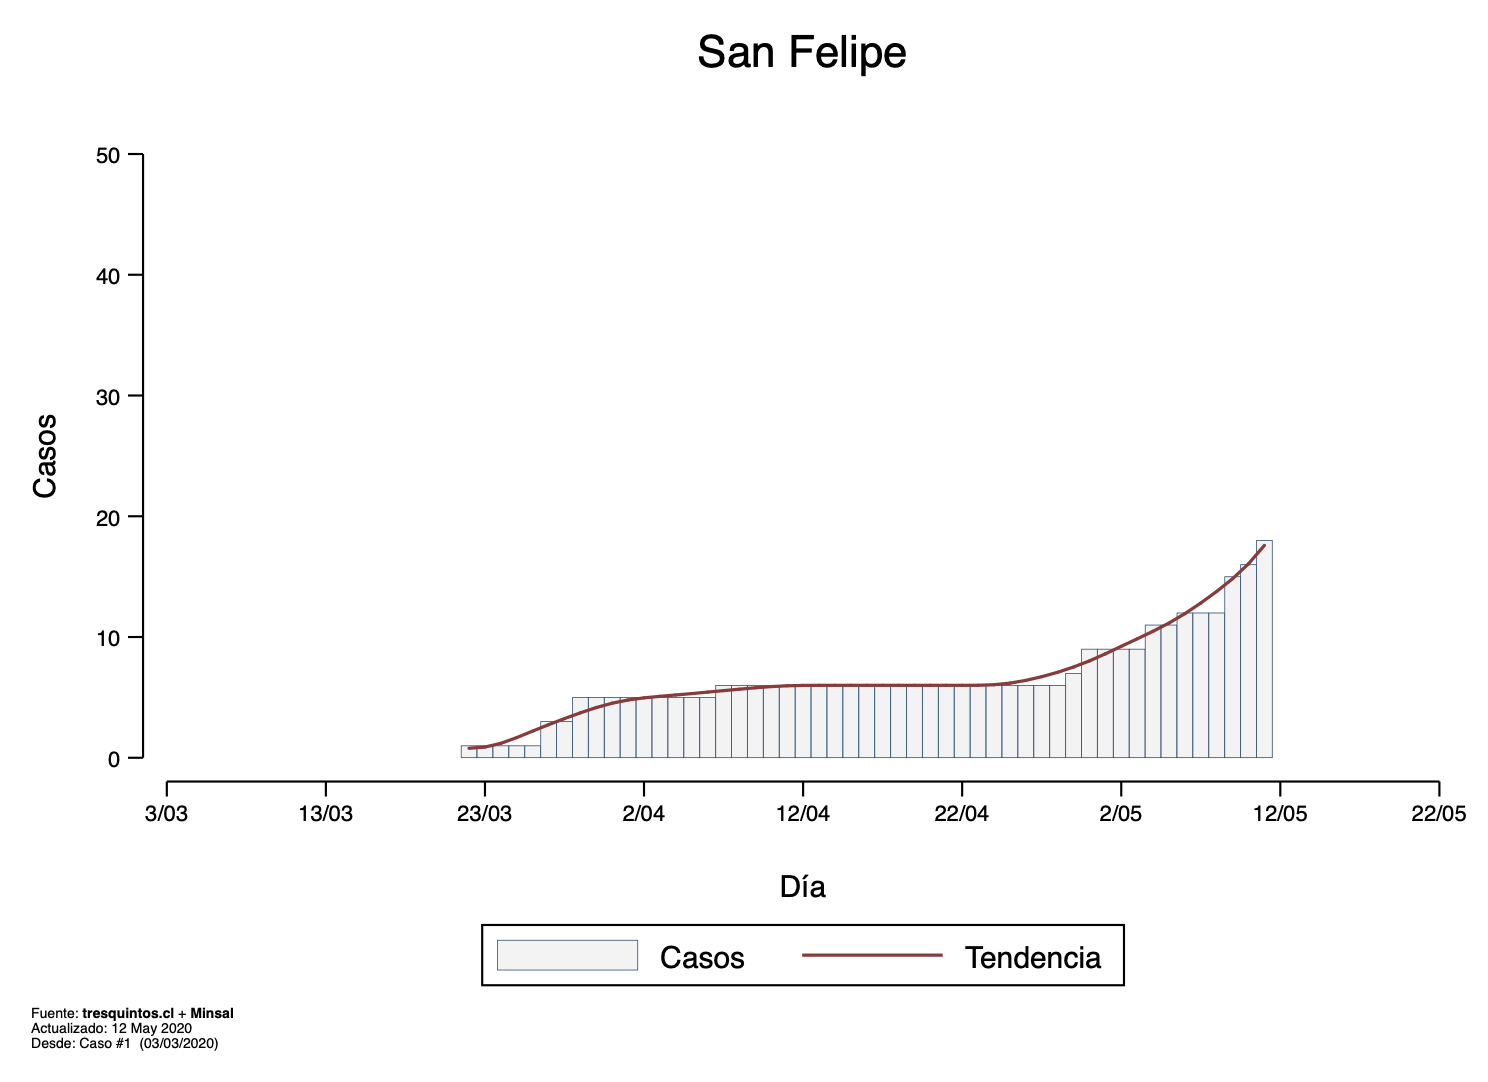 San Felipe
50
40
30
20
10
0
Casos
3/03 13/03 23/03 2/04 12/04 22/04 2/05 12/05 22/05
Día
Casos Tendencia
Fuente: tresquintos.cl + Minsal
Actualizado: 12 May 2020
Desde: Caso #1 (03/03/2020)